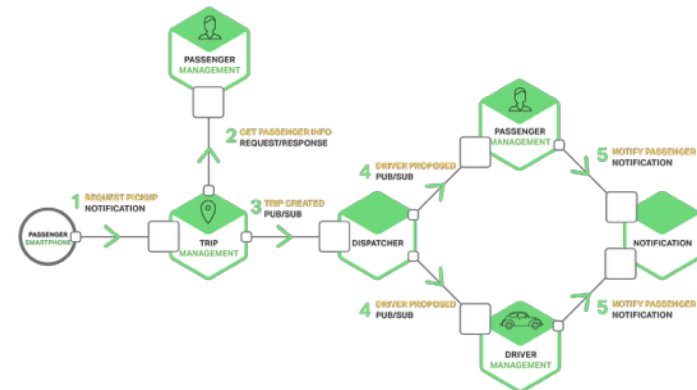 PASSENGER
MANAGEMENT
2 GET PASSENGER INFO
REQUEST/RESPONSE
1 REQUEST PICKUP
NOTIFICATION
PASSENGER
SMARTPHONE
TRIP
MANAGEMENT
3 TRIP CREATED
PUB/SUB
DISPATCHER
4 DRIVER PROPOSED
PUB/SUB
PASSENGER
MANAGEMENT
5 NOTIFY PASSENGER
NOTIFICATION
NOTIFICATION
4 DRIVER PROPOSED
PUB/SUB
DRIVER
MANAGEMENT
5 NOTIFY PASSENGER
NOTIFICATION